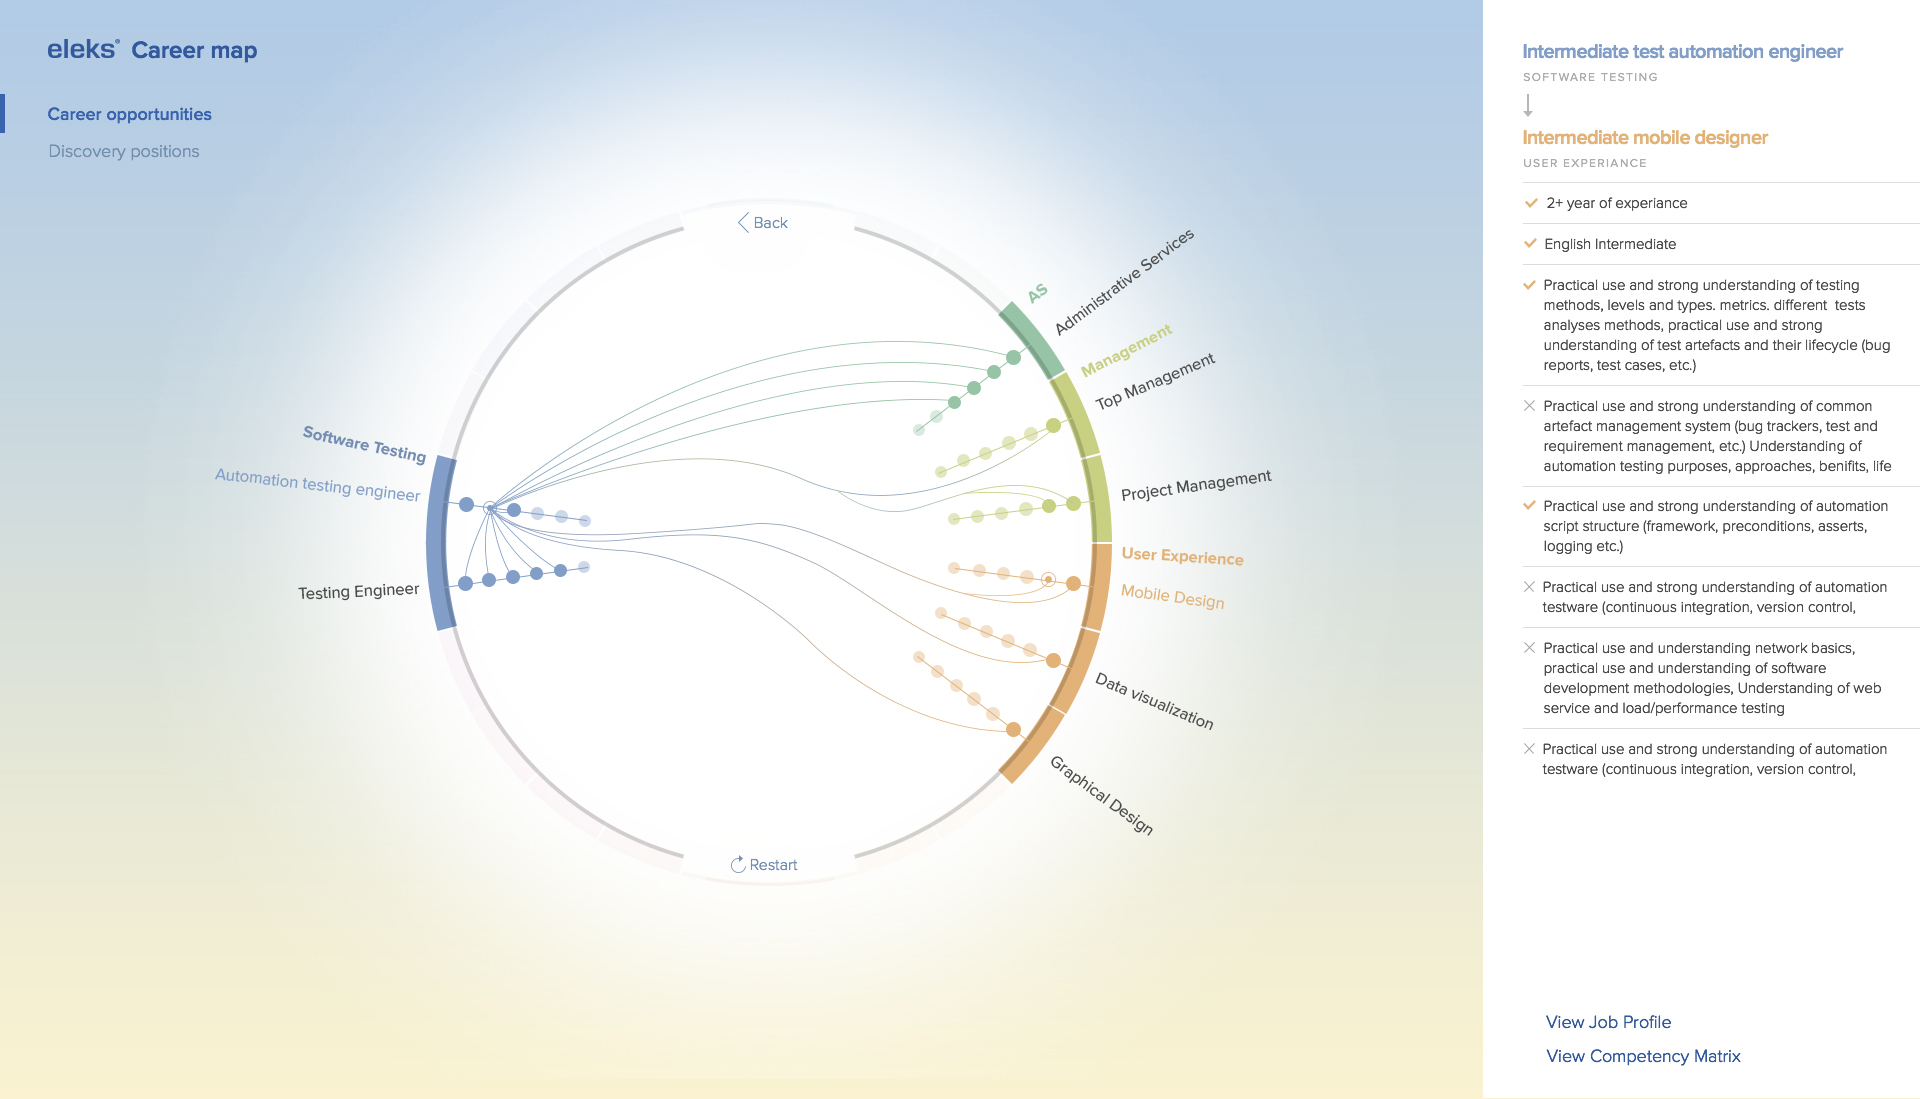 eleks® Career map
Career opportunities
Discovery positions
Back
AS
Administrative Services
Management
Top Management
Project Management
User Experience
Mobile Design
Data visualization
Graphical Design
Software Testing
Automation testing engineer
Testing Engineer
Restart
Intermediate test automation engineer
SOFTWARE TESTING
Intermediate mobile designer
USER EXPERIANCE
2+ year of experiance
English Intermediate
Practical use and strong understanding of testing
methods, levels and types. metrics. different tests
analyses methods, practical use and strong
understanding of test artefacts and their lifecycle (bug
reports, test cases, etc.)
Practical use and strong understanding of common
artefact management system (bug trackers, test and
requirement management, etc.) Understanding of
automation testing purposes, approaches, benifits, life
Practical use and strong understanding of automation
script structure (framework, preconditions, asserts,
logging etc.)
Practical use and strong understanding of automation
testware (continuous integration, version control,
Practical use and understanding network basics,
practical use and understanding of software
development methodologies, Understanding of web
service and load/performance testing
Practical use and strong understanding of automation
testware (continuous integration, version control,
View Job Profile
View Competency Matrix